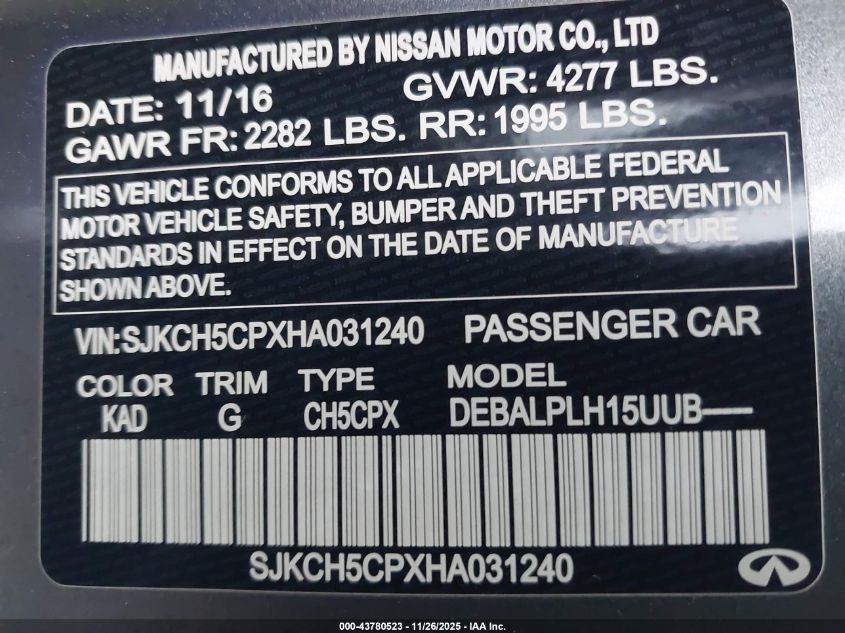 MANUFACTURED BY NISSAN MOTOR CO., LTD
DATE: 11/16 GVWR: 4277 LBS.
GAWR FR: 2282 LBS. RR: 1995 LBS.
THIS VEHICLE CONFORMS TO ALL APPLICABLE FEDERAL
MOTOR VEHICLE SAFETY, BUMPER AND THEFT PREVENTION
STANDARDS IN EFFECT ON THE DATE OF MANUFACTURE
SHOWN ABOVE.
VIN:SJKCH5CPXHA031240 PASSENGER CAR
COLOR TRIM TYPE MODEL
KAD G CH5CPX DEBALPLH15UUB-----
SJKCH5CPXHA031240
000-43780523 - 11/26/2025 - IAA Inc.